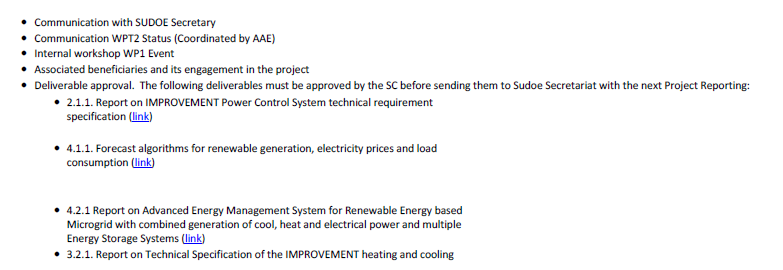 • Communication with SUDOE Secretary
• Communication WPT2 Status (Coordinated by AAE)
• Internal workshop WP1 Event
• Associated beneficiaries and its engagement in the project
• Deliverable approval.  The following deliverables must be approved by the SC before sending them to Sudoe Secretariat with the next Project Reporting:
• 2.1.1. Report on IMPROVEMENT Power Control System technical requirement
specification (link)
• 4.1.1. Forecast algorithms for renewable generation, electricity prices and load
consumption (link)
• 4.2.1 Report on Advanced Energy Management System for Renewable Energy based
Microgrid with combined generation of cool, heat and electrical power and multiple
Energy Storage Systems (link)
• 3.2.1. Report on Technical Specification of the IMPROVEMENT heating and cooling